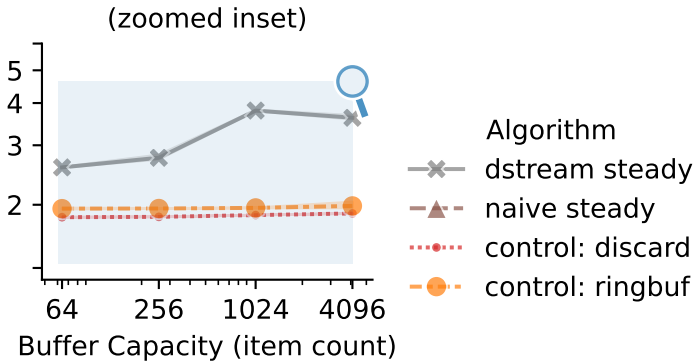 (zoomed inset)
5
4
3
2
64 256 1024 4096
Buffer Capacity (item count)
Algorithm
dstream steady
naive steady
control: discard
control: ringbuf